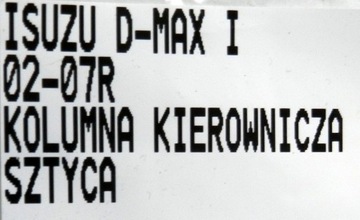 ISUZU D-MAX I
02-07R
KOLUMNA KIEROWNICZA
SZTYCA